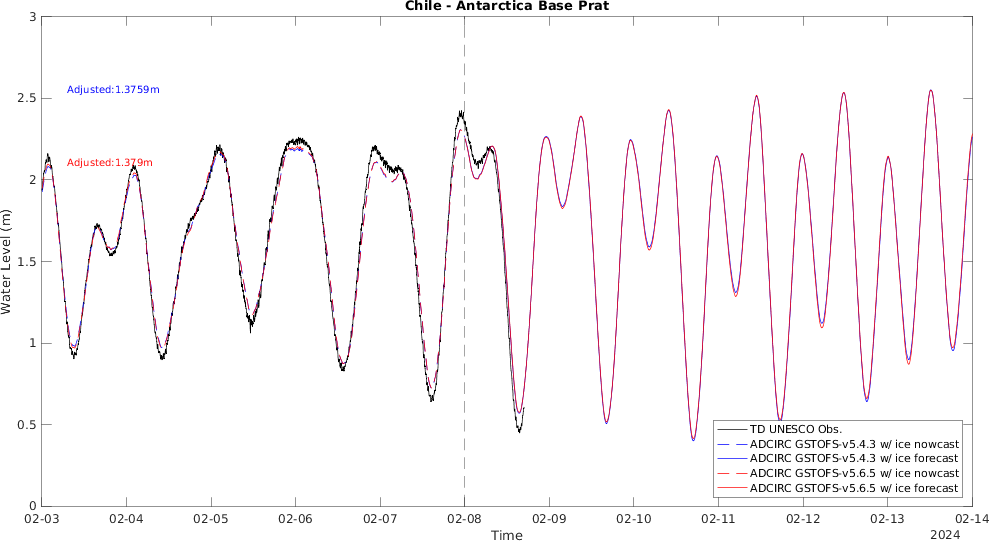 Chile - Antarctica Base Prat
3
2.5
2
1.5
1
0.5
0
Water Level (m)
Adjusted:1.3759m
Adjusted:1.379m
TD UNESCO Obs.
ADCIRC GSTOFS-v5.4.3 w/ ice nowcast
ADCIRC GSTOFS-v5.4.3 w/ ice forecast
ADCIRC GSTOFS-v5.6.5 w/ ice nowcast
ADCIRC GSTOFS-v5.6.5 w/ ice forecast
02-03 02-04 02-05 02-06 02-07 02-08 02-09 02-10 02-11 02-12 02-13 02-14
Time
2024